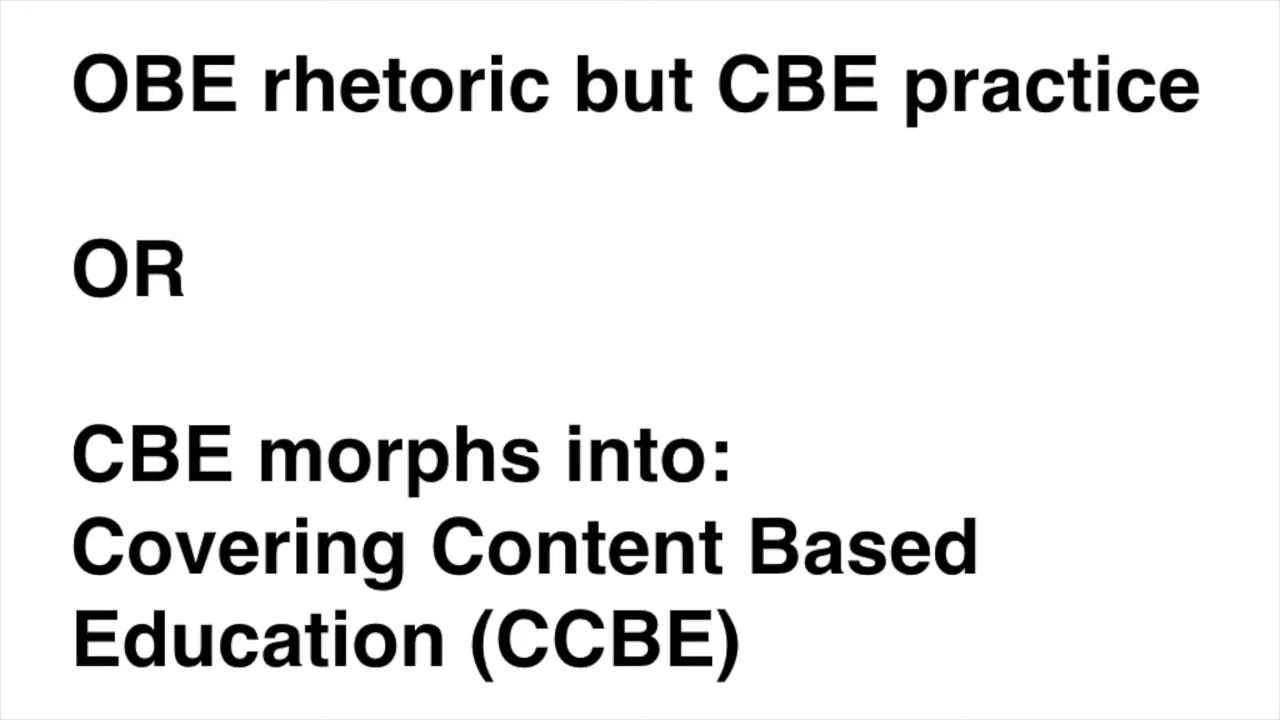 OBE rhetoric but CBE practice
OR
CBE morphs into:
Covering Content Based
Education (CCBE)